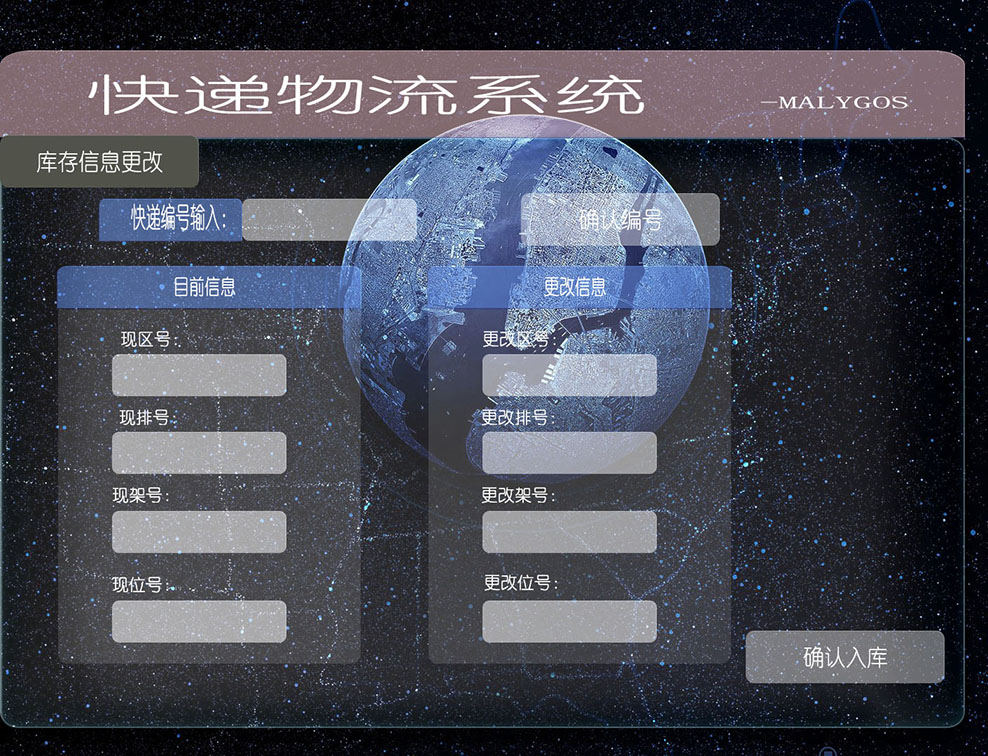 快递物流系统
—MALYGOS
库存信息更改
快递编号输入：
确认编号
目前信息
更改信息
现区号：
更改区号：
现排号：
更改排号：
现架号：
更改架号：
现位号：
更改位号：
确认入库